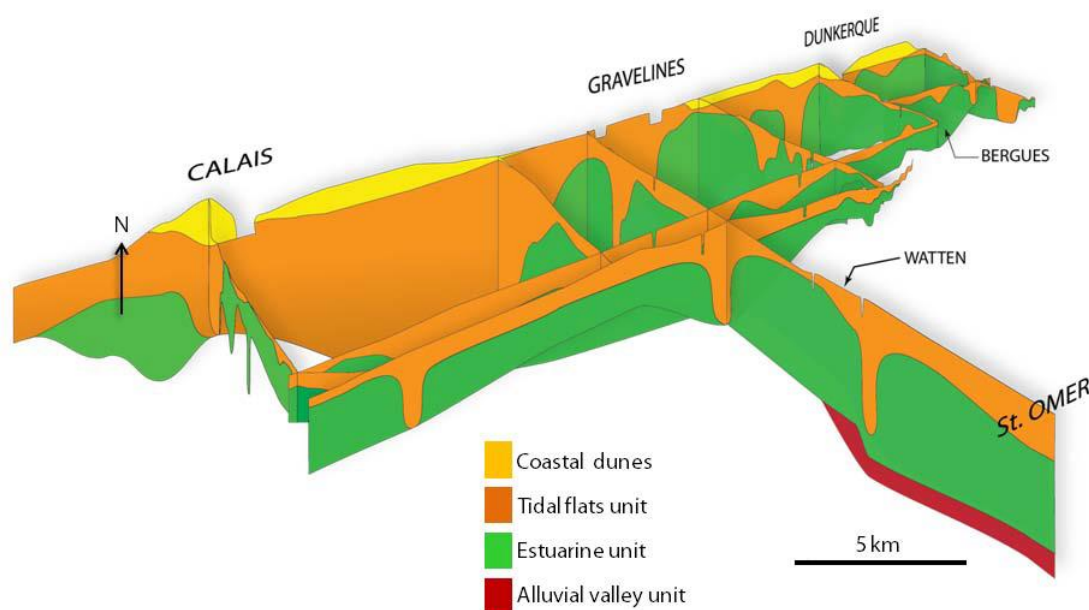 DUNKERQUE
GRAVELINES
CALAIS
BERGUES
N
WATTEN
St. OMER
Coastal dunes
Tidal flats unit
Estuarine unit
5 km
Alluvial valley unit